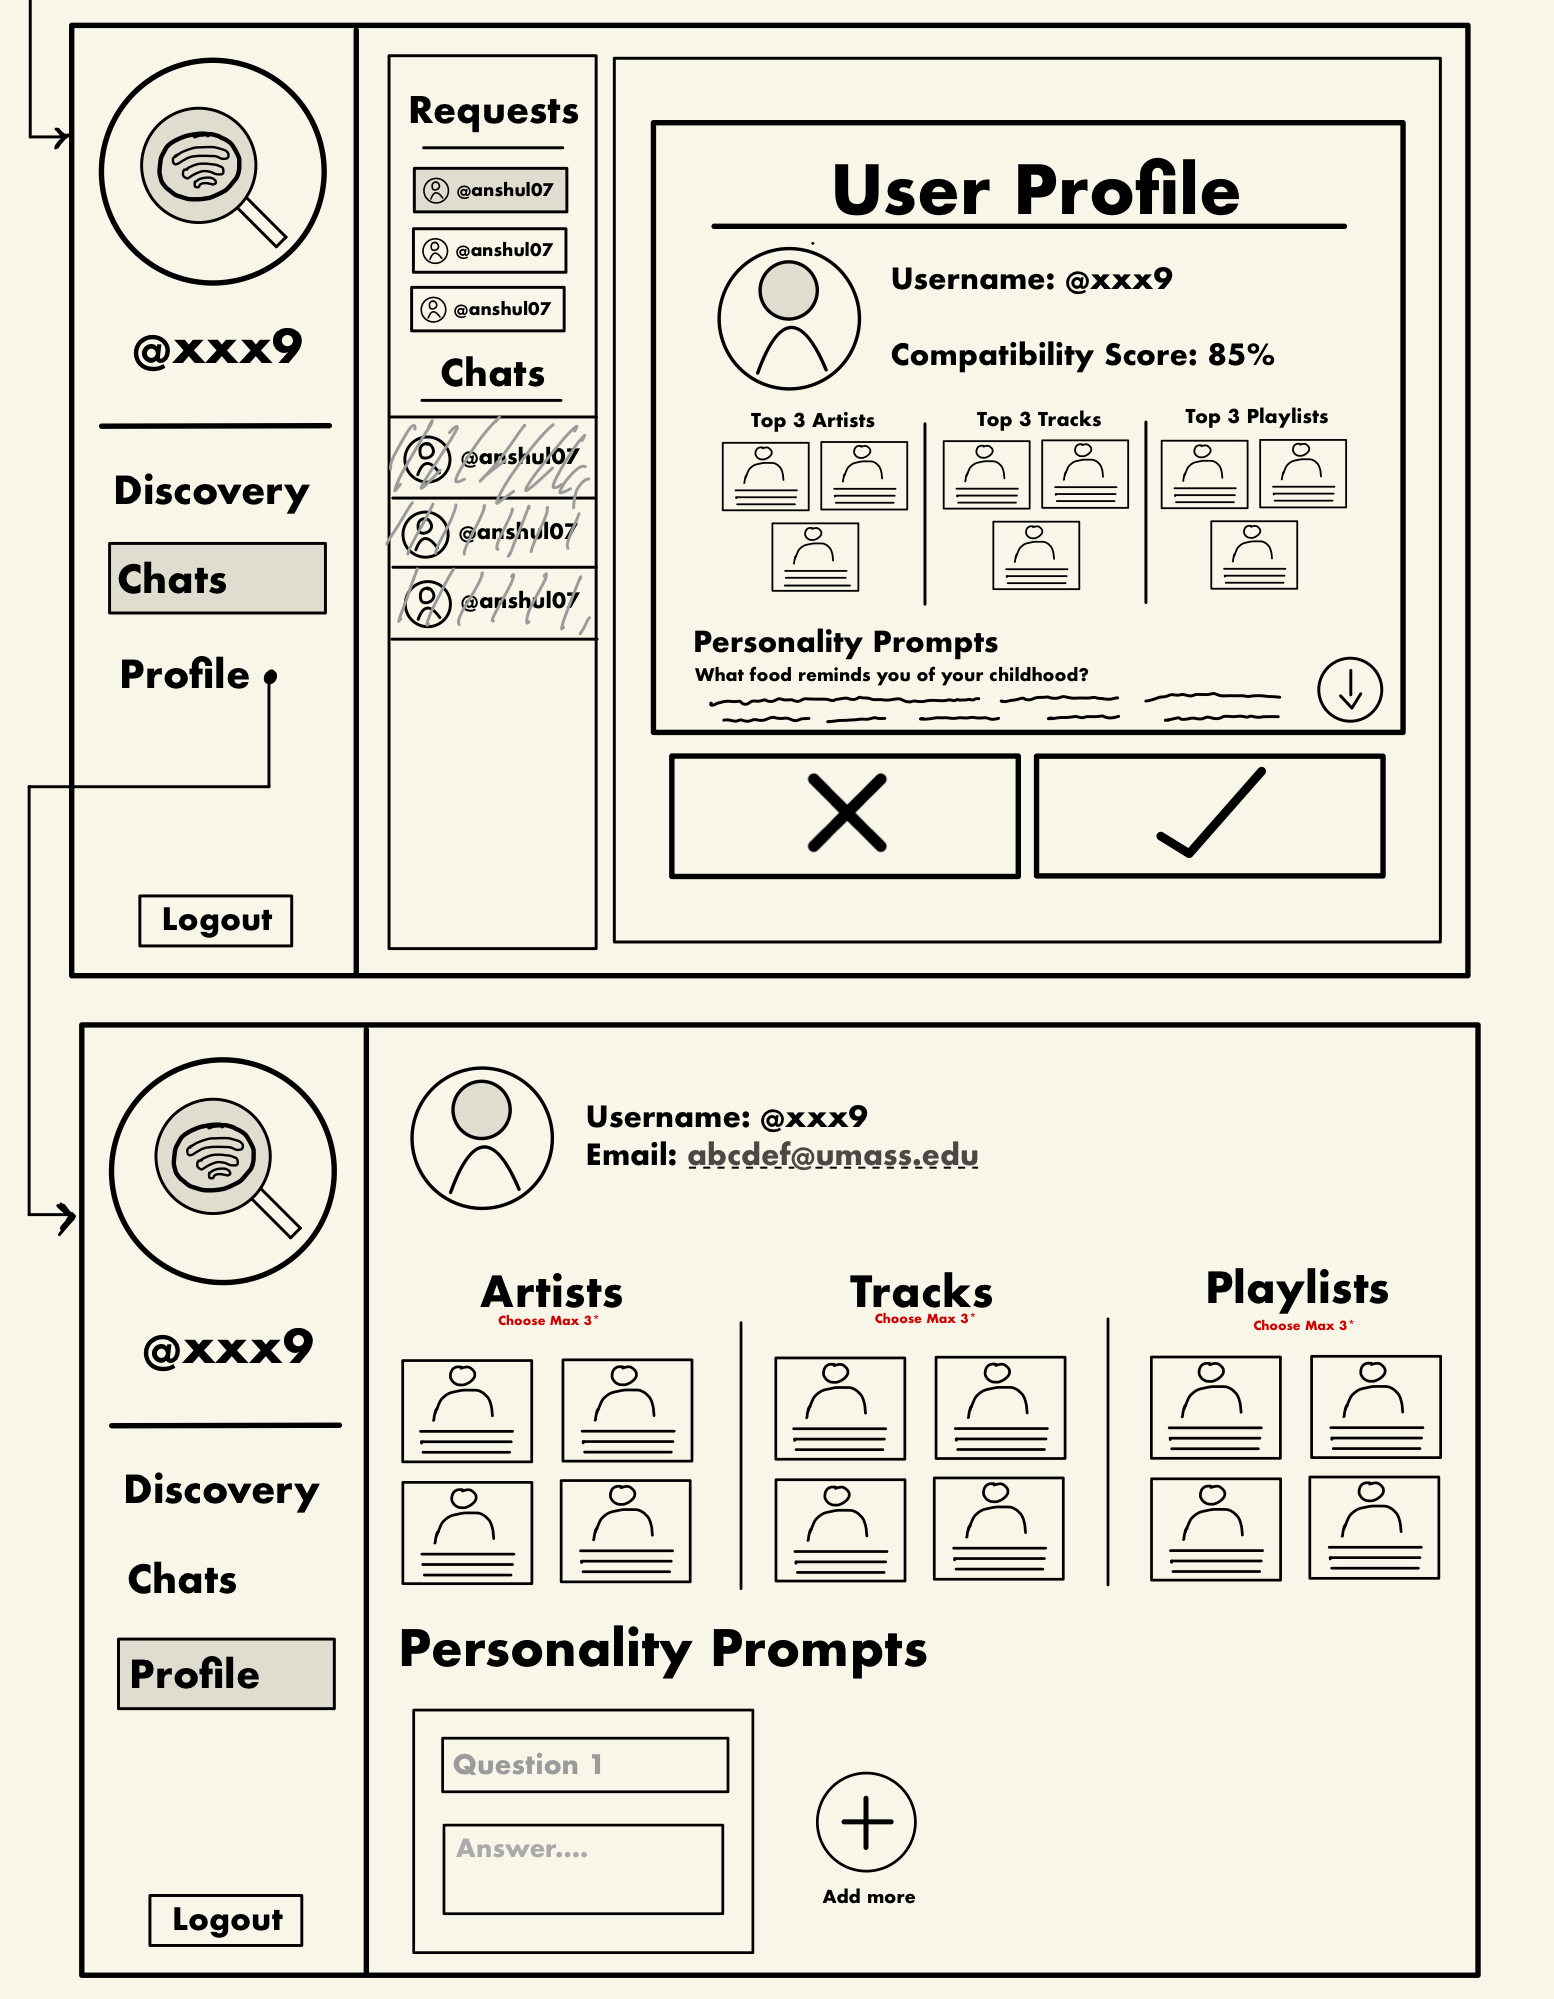 @xxx9
Discovery
Chats
Profile
Logout
Requests
@anshul07
@anshul07
@anshul07
Chats
@anshul07
@anshul07
@anshul07
User Profile
Username: @xxx9
Compatibility Score: 85%
Top 3 Artists
Top 3 Tracks
Top 3 Playlists
Personality Prompts
What food reminds you of your childhood?
@xxx9
Discovery
Chats
Profile
Logout
Username: @xxx9
Email: abcdef@umass.edu
Artists
Choose Max 3*
Tracks
Choose Max 3*
Playlists
Choose Max 3*
Personality Prompts
Question 1
Answer....
Add more